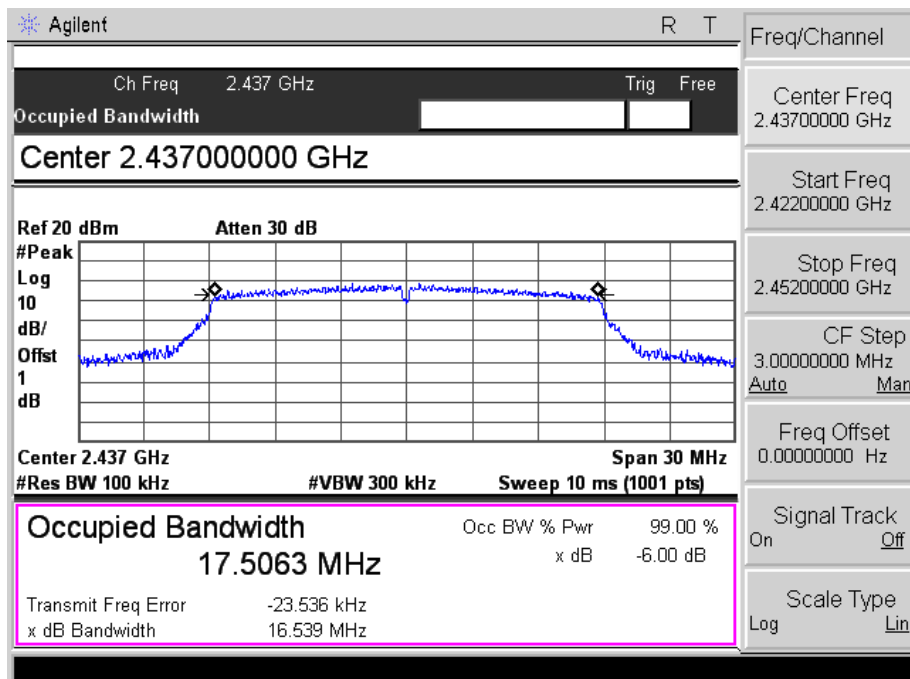 Agilent R T
Ch Freq 2.437 GHz Trig Free
Occupied Bandwidth
Center 2.437000000 GHz
Ref 20 dBm Atten 30 dB
#Peak
Log
10
dB/
Offst
1
dB
Center 2.437 GHz Span 30 MHz
#Res BW 100 kHz #VBW 300 kHz Sweep 10 ms (1001 pts)
Occupied Bandwidth
17.5063 MHz
Occ BW % Pwr 99.00 %
x dB -6.00 dB
Transmit Freq Error -23.536 kHz
x dB Bandwidth 16.539 MHz
Freq/Channel
Center Freq
2.43700000 GHz
Start Freq
2.42200000 GHz
Stop Freq
2.45200000 GHz
CF Step
3.00000000 MHz
Auto Man
Freq Offset
0.00000000 Hz
Signal Track
On Off
Scale Type
Log Lin